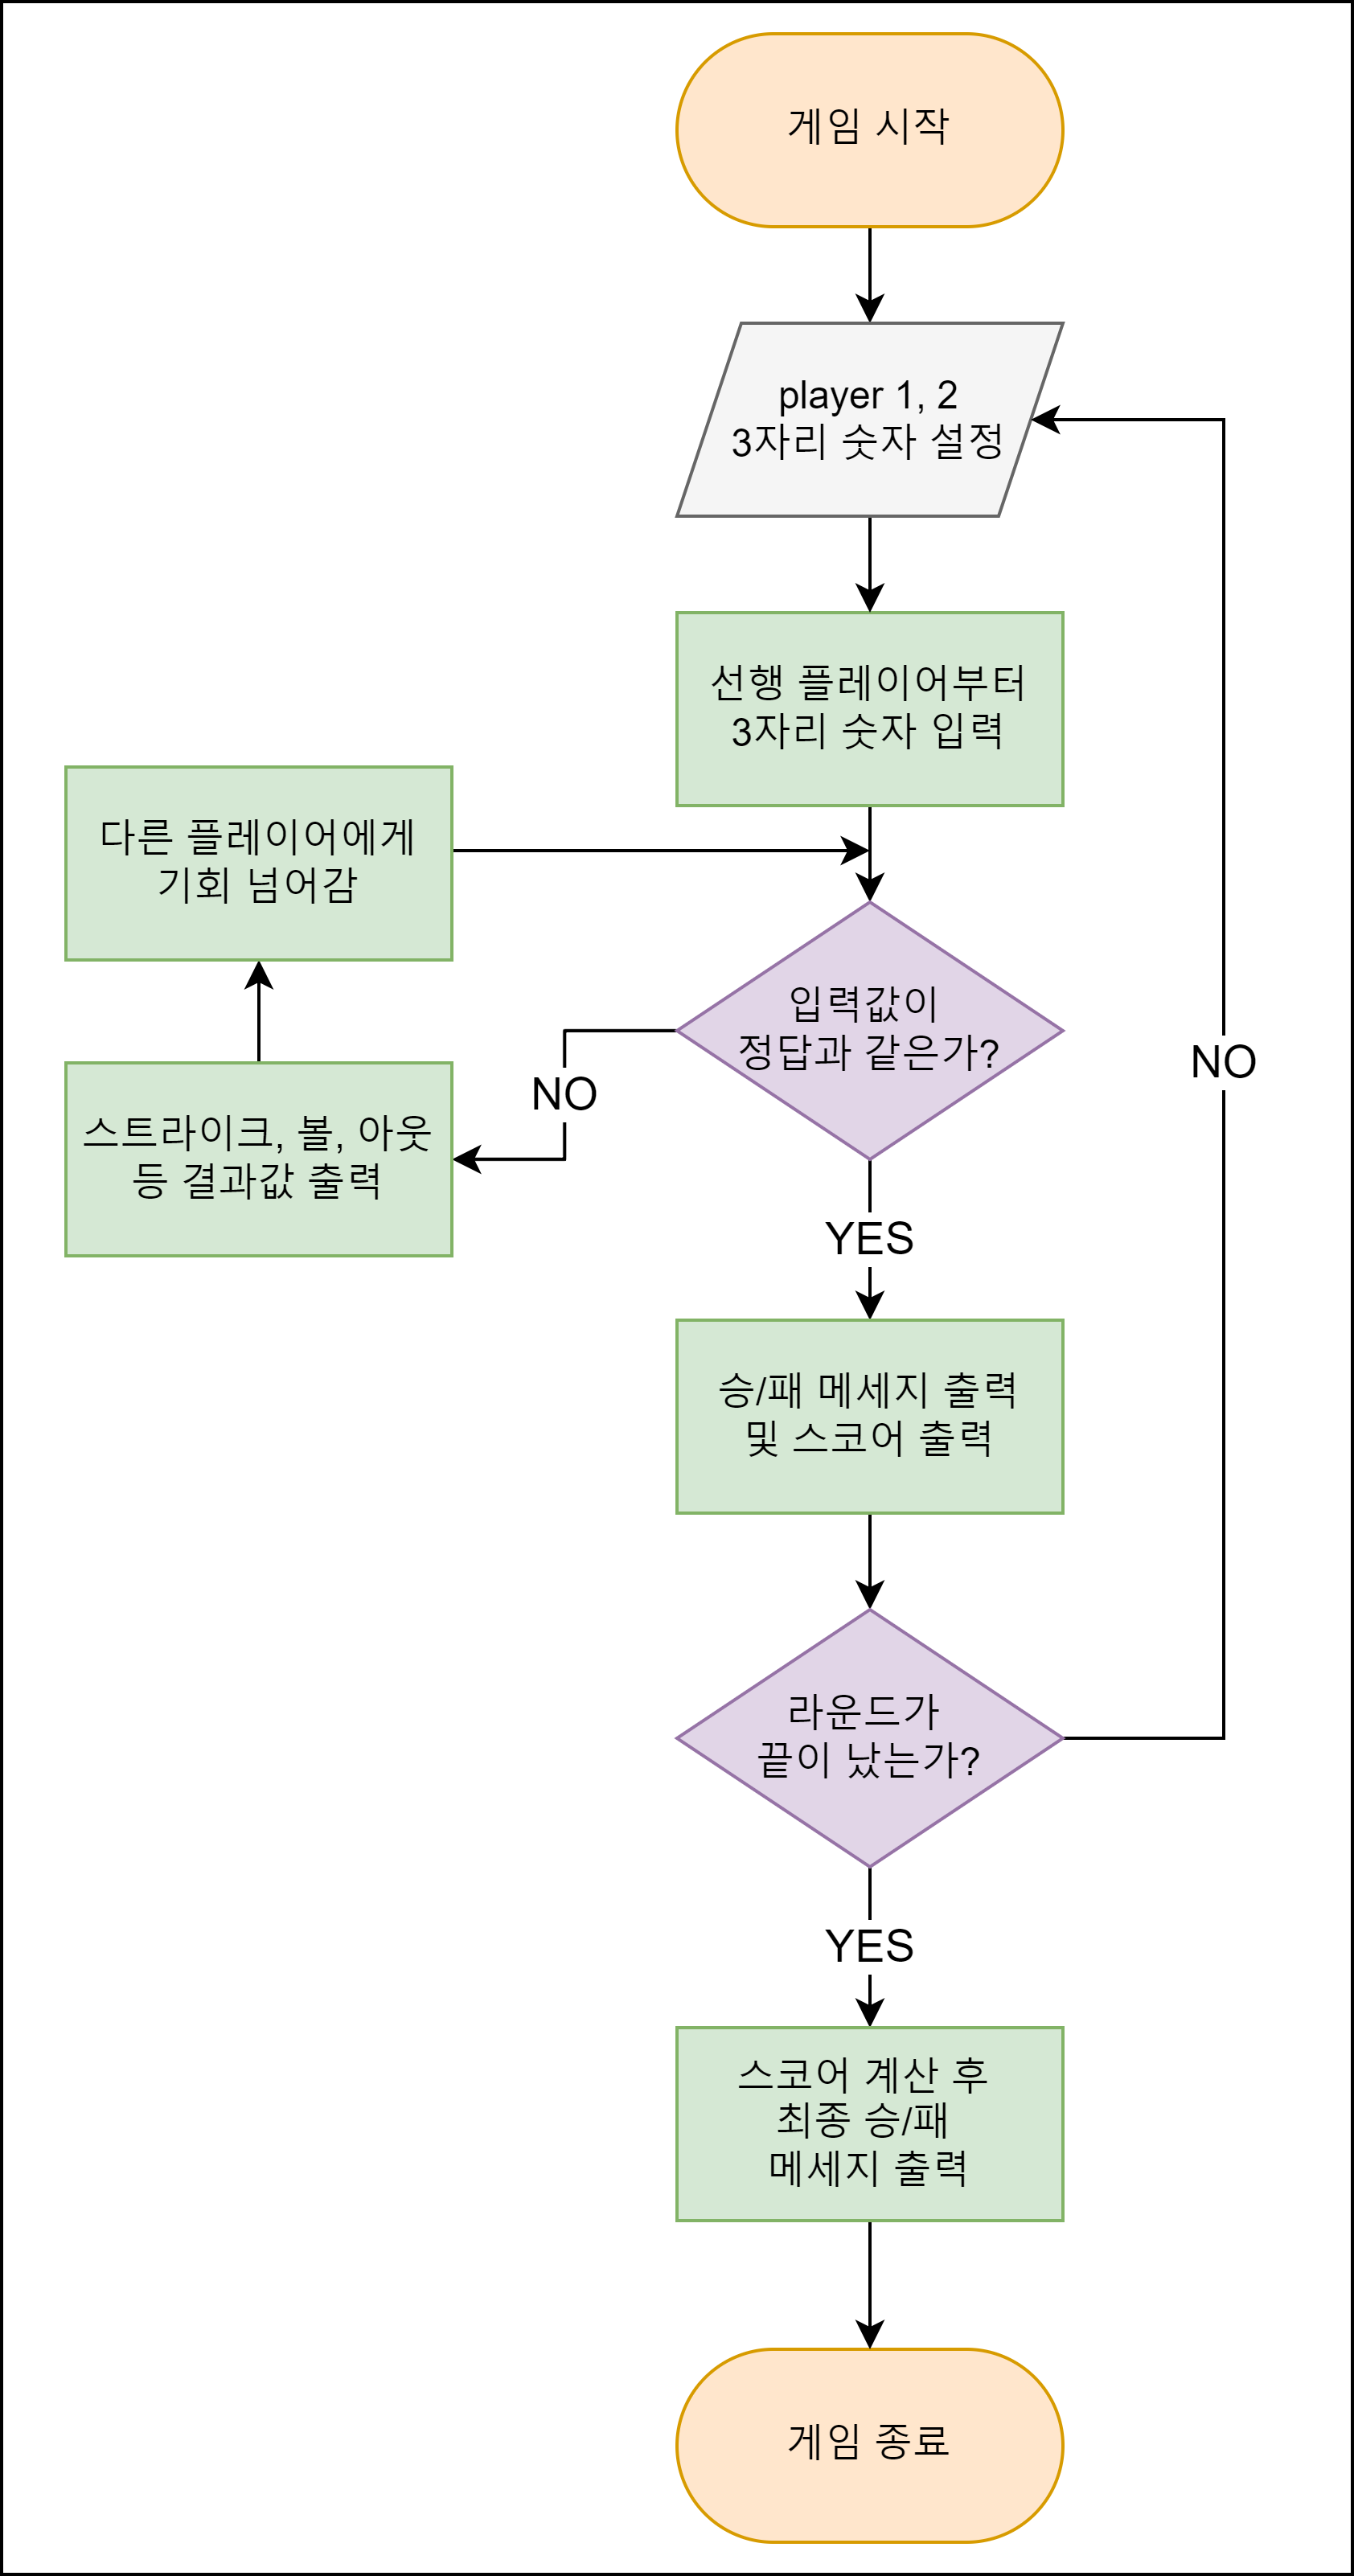 게임 시작
player 1, 2
3자리 숫자 설정
선행 플레이어부터
3자리 숫자 입력
다른 플레이어에게
기회 넘어감
입력값이
정답과 같은가?
NO
NO
스트라이크, 볼, 아웃
등 결과값 출력
YES
승/패 메세지 출력
및 스코어 출력
라운드가
끝이 났는가?
YES
스코어 계산 후
최종 승/패
메세지 출력
게임 종료